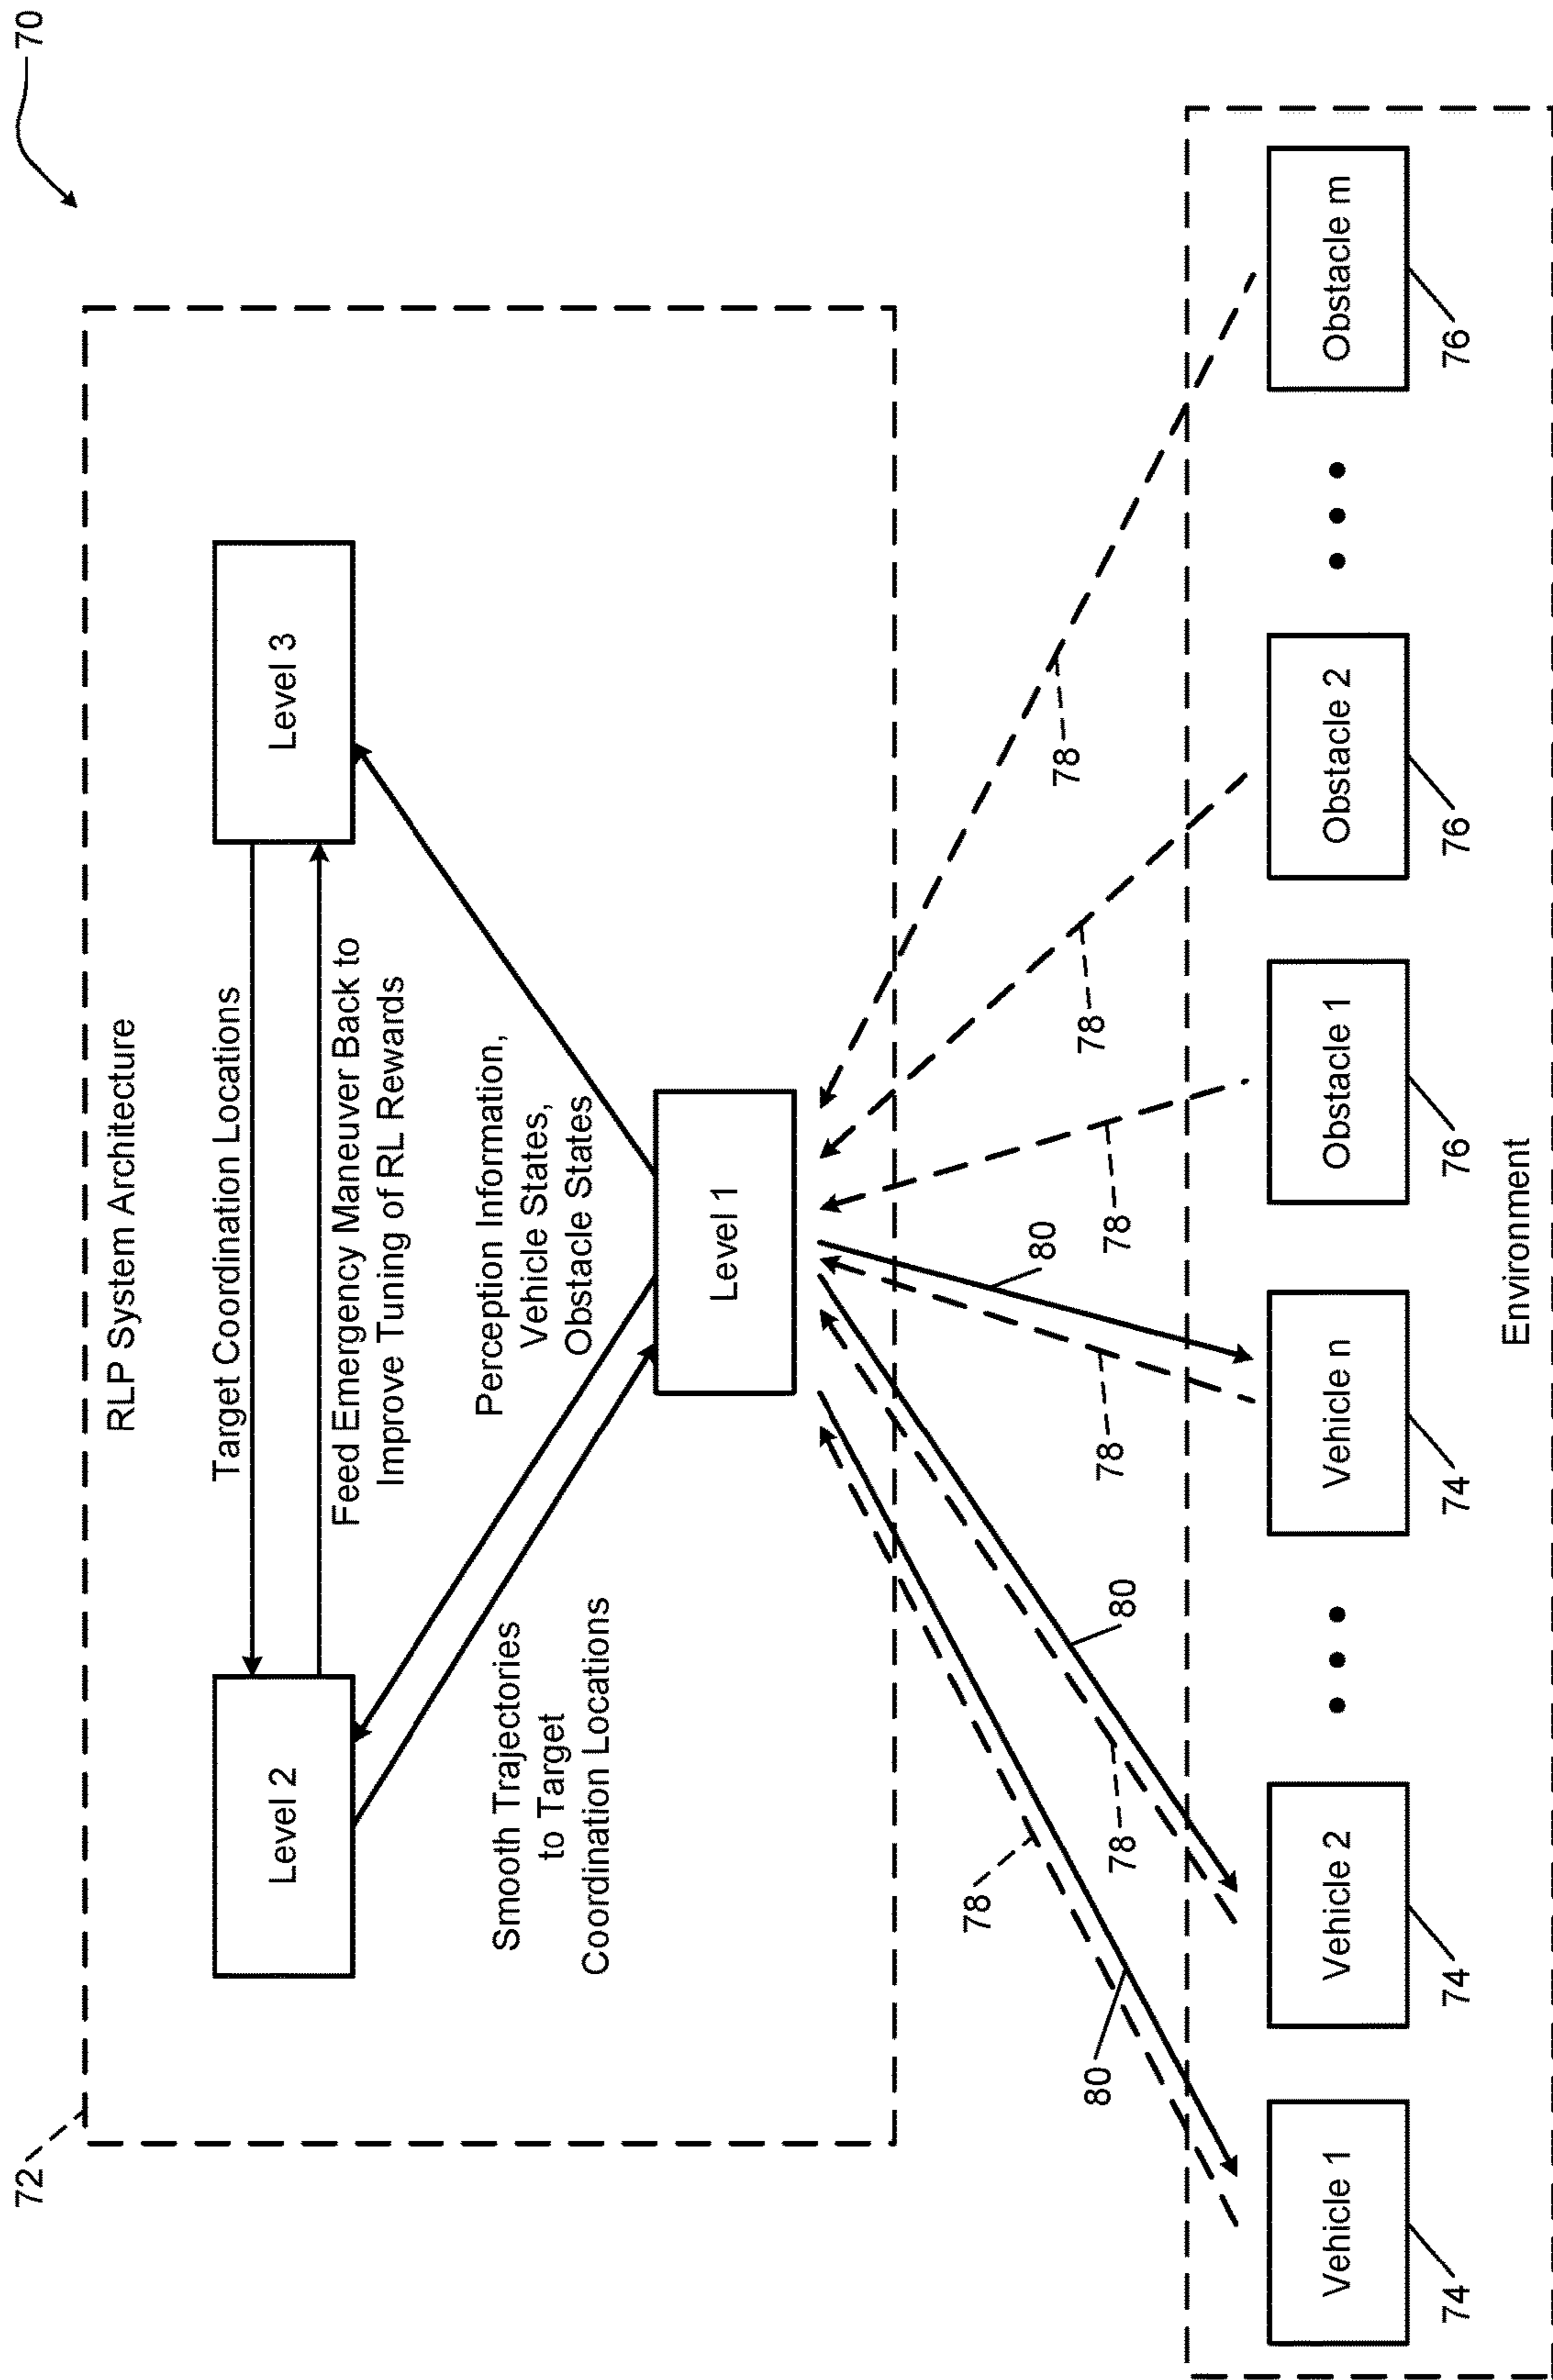 70
72
RLP System Architecture
Level 2
Target Coordination Locations
Level 3
Feed Emergency Maneuver Back to
Improve Tuning of RL Rewards
Smooth Trajectories
to Target
Coordination Locations
Perception Information,
Vehicle States,
Obstacle States
Level 1
78
80
78
80
78
80
78
78
78
Vehicle 1
Vehicle 2
• • •
Vehicle n
Obstacle 1
Obstacle 2
• • •
Obstacle m
74
74
74
76
76
76
Environment